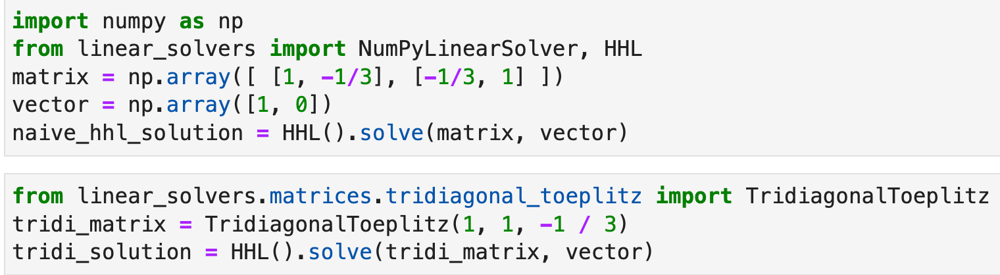 import numpy as np
from linear_solvers import NumPyLinearSolver, HHL
matrix = np.array([ [1, -1/3], [-1/3, 1] ])
vector = np.array([1, 0])
naive_hhl_solution = HHL().solve(matrix, vector)
from linear_solvers.matrices.tridiagonal_toeplitz import TridiagonalToeplitz
tridi_matrix = TridiagonalToeplitz(1, 1, -1 / 3)
tridi_solution = HHL().solve(tridi_matrix, vector)